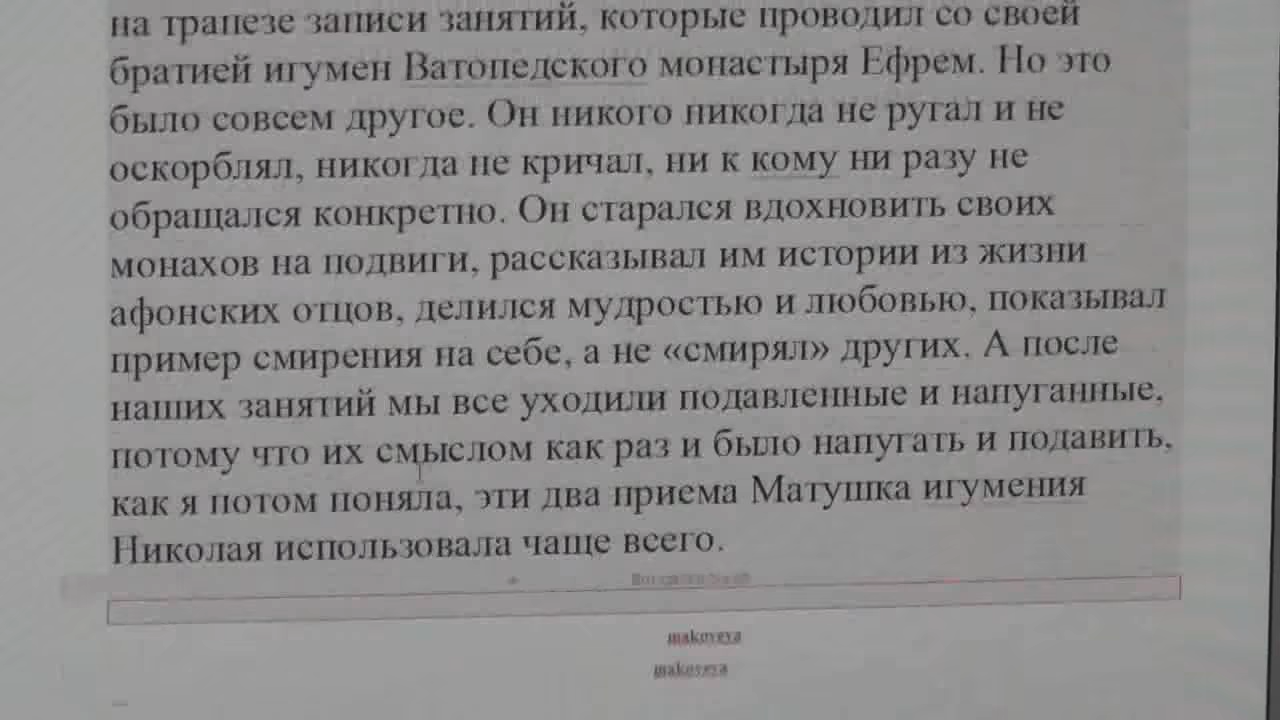 на трапезе записи занятий, которые проводил со своей
братией игумен Ватопедского монастыря Ефрем. Но это
было совсем другое. Он никого никогда не ругал и не
оскорблял, никогда не кричал, ни к кому ни разу не
обращался конкретно. Он старался вдохновить своих
монахов на подвиги, рассказывал им истории из жизни
афонских отцов, делился мудростью и любовью, показывал
пример смирения на себе, а не «смирял» других. А после
наших занятий мы все уходили подавленные и напуганные,
потому что их смыслом как раз и было напугать и подавить,
как я потом поняла, эти два приема Матушка игумения
Николая использовала чаще всего.
makoveya
makoveya